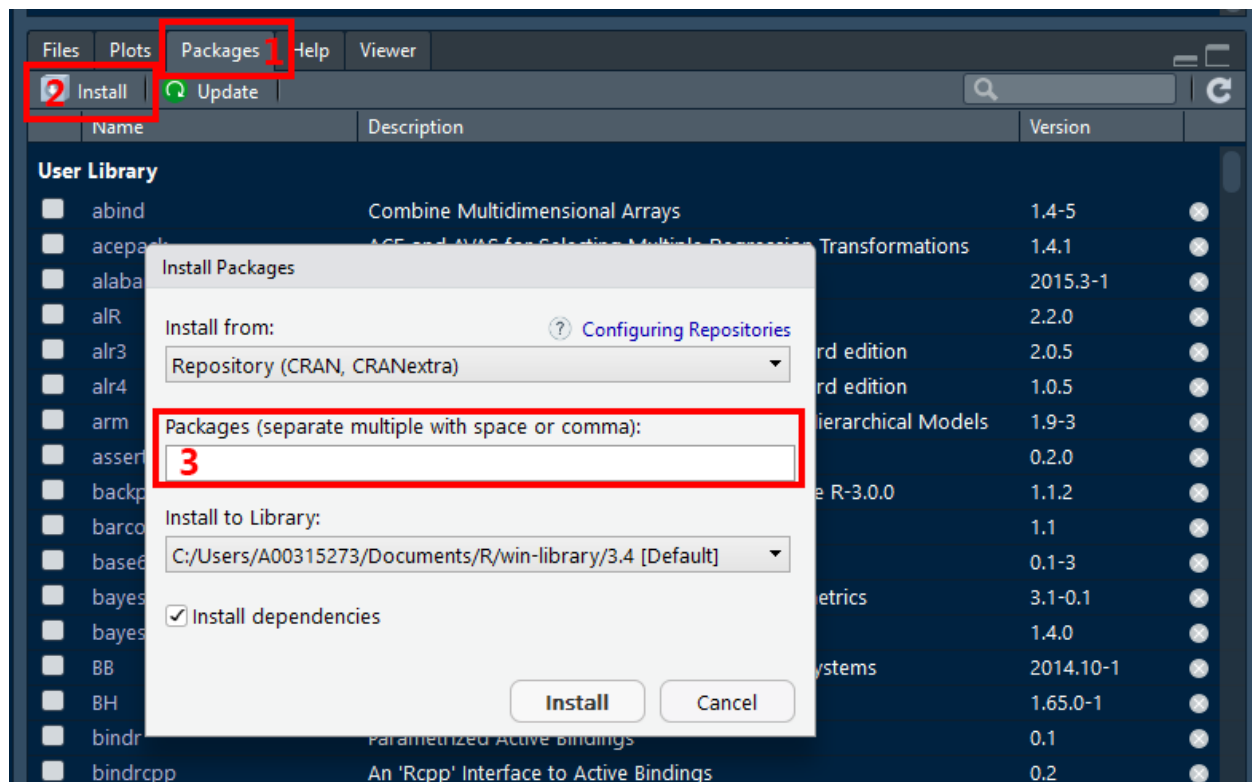 Files Plots Packages 1 Help Viewer
2 Install Update
Name Description Version
User Library
abind Combine Multidimensional Arrays 1.4-5
Transformations 1.4.1
Install Packages
2015.3-1
alR 2.2.0
Install from: ? Configuring Repositories
alr3 edition 2.0.5
Repository (CRAN, CRANextra)
alr4 edition 1.0.5
arm Models 1.9-3
Packages (separate multiple with space or comma):
0.2.0
3
R-3.0.0 1.1.2
Install to Library:
1.1
C:/Users/A00315273/Documents/R/win-library/3.4 [Default]
0.1-3
3.1-0.1
Install dependencies
1.4.0
BB 2014.10-1
BH 1.65.0-1
Install Cancel
bindr Parametrized Active Bindings 0.1
bindrcpp An 'Rcpp' Interface to Active Bindings 0.2